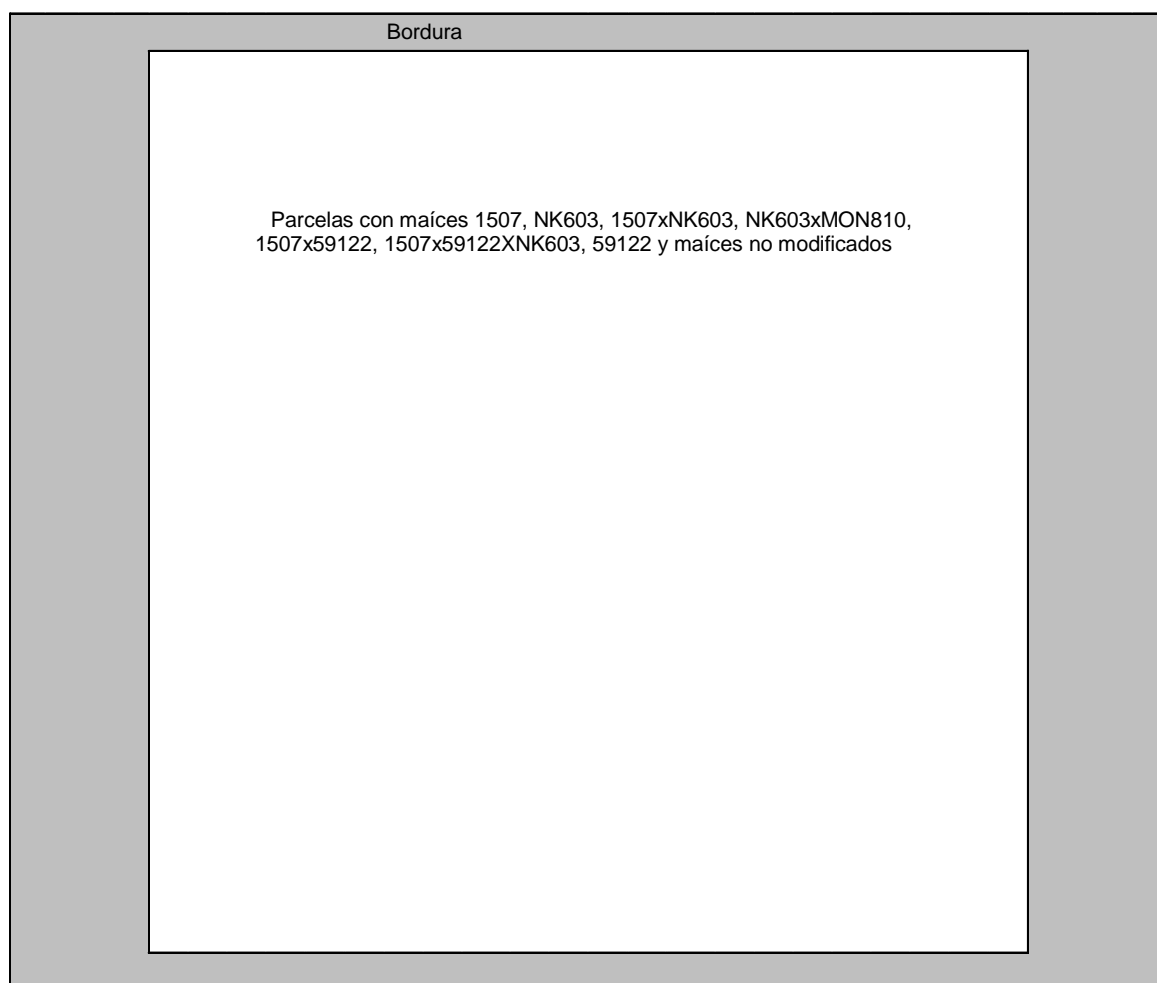 Bordura
Parcelas con maíces 1507, NK603, 1507xNK603, NK603xMON810,
1507x59122, 1507x59122XNK603, 59122 y maíces no modificados